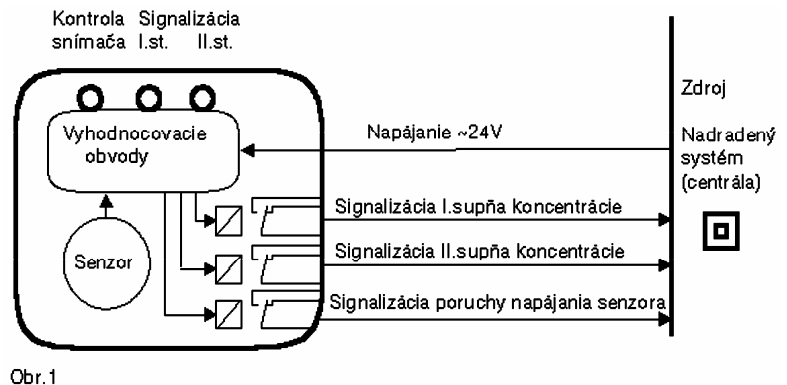 Kontrola Signalizácia
snímača I.st. II.st.
Zdroj
Vyhodnocovacie
obvody
Napájanie ~24V
Nadradený
systém
(centrála)
Signalizácia I.supňa Koncentrácie
Senzor
Signalizácia II.supňa koncentrácie
Signalizácia poruchy napájania senzora
Obr.1